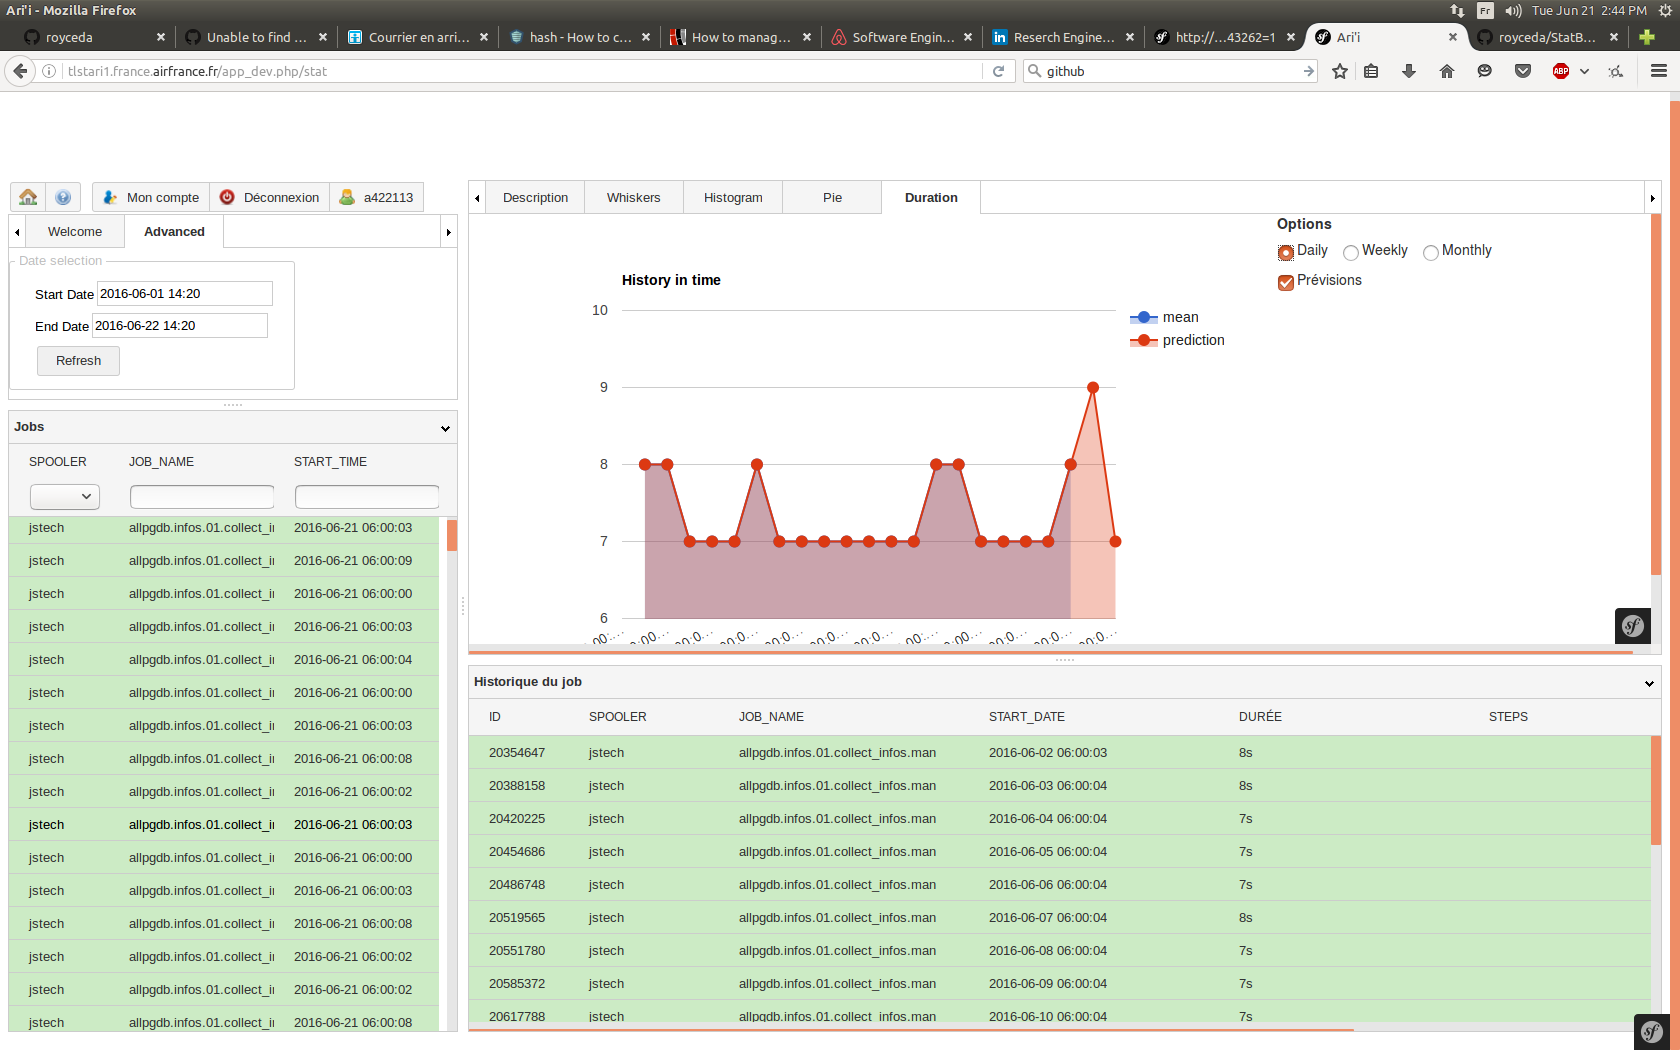 Ari'i - Mozilla Firefox
Fr
Tue Jun 21 2:44 PM
royceda
Unable to find ...
Courrier en arri...
hash - How to c...
How to manag...
Software Engin...
Reserch Engine...
http://...43262=1
Ari'i
royceda/StatB...
tlstari1.france.airfrance.fr/app_dev.php/stat
github
ABP
Mon compte
Déconnexion
a422113
Welcome
Advanced
Date selection
Start Date 2016-06-01 14:20
End Date 2016-06-22 14:20
Refresh
Jobs
SPOOLER JOB_NAME START_TIME
jstech allpgdb.infos.01.collect_i 2016-06-21 06:00:03
jstech allpgdb.infos.01.collect_i 2016-06-21 06:00:09
jstech allpgdb.infos.01.collect_i 2016-06-21 06:00:00
jstech allpgdb.infos.01.collect_i 2016-06-21 06:00:03
jstech allpgdb.infos.01.collect_i 2016-06-21 06:00:04
jstech allpgdb.infos.01.collect_i 2016-06-21 06:00:00
jstech allpgdb.infos.01.collect_i 2016-06-21 06:00:03
jstech allpgdb.infos.01.collect_i 2016-06-21 06:00:08
jstech allpgdb.infos.01.collect_i 2016-06-21 06:00:02
jstech allpgdb.infos.01.collect_i 2016-06-21 06:00:03
jstech allpgdb.infos.01.collect_i 2016-06-21 06:00:00
jstech allpgdb.infos.01.collect_i 2016-06-21 06:00:03
jstech allpgdb.infos.01.collect_i 2016-06-21 06:00:08
jstech allpgdb.infos.01.collect_i 2016-06-21 06:00:02
jstech allpgdb.infos.01.collect_i 2016-06-21 06:00:02
jstech allpgdb.infos.01.collect_i 2016-06-21 06:00:08
Description
Whiskers
Histogram
Pie
Duration
Options
Daily Weekly Monthly
Prévisions
History in time
mean
prediction
10
9
8
7
6
Historique du job
ID SPOOLER JOB_NAME START_DATE DURÉE STEPS
20354647 jstech allpgdb.infos.01.collect_infos.man 2016-06-02 06:00:03 8s
20388158 jstech allpgdb.infos.01.collect_infos.man 2016-06-03 06:00:04 8s
20420225 jstech allpgdb.infos.01.collect_infos.man 2016-06-04 06:00:04 7s
20454686 jstech allpgdb.infos.01.collect_infos.man 2016-06-05 06:00:04 7s
20486748 jstech allpgdb.infos.01.collect_infos.man 2016-06-06 06:00:04 7s
20519565 jstech allpgdb.infos.01.collect_infos.man 2016-06-07 06:00:04 8s
20551780 jstech allpgdb.infos.01.collect_infos.man 2016-06-08 06:00:04 7s
20585372 jstech allpgdb.infos.01.collect_infos.man 2016-06-09 06:00:04 7s
20617788 jstech allpgdb.infos.01.collect_infos.man 2016-06-10 06:00:04 7s
sf
sf